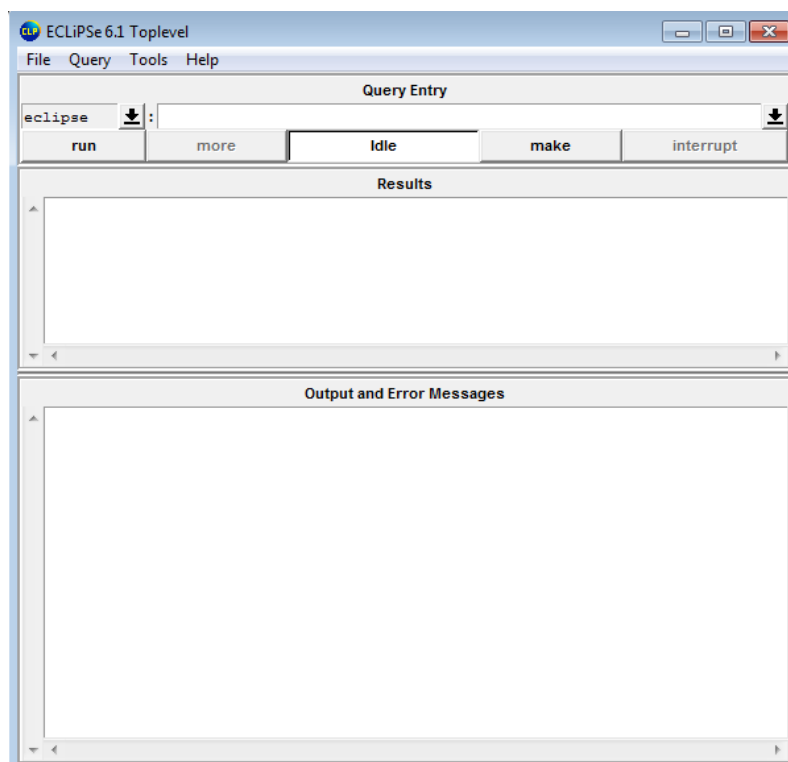 CLP ECLiPSe 6.1 Toplevel
File Query Tools Help
Query Entry
eclipse :
run more Idle make interrupt
Results
Output and Error Messages